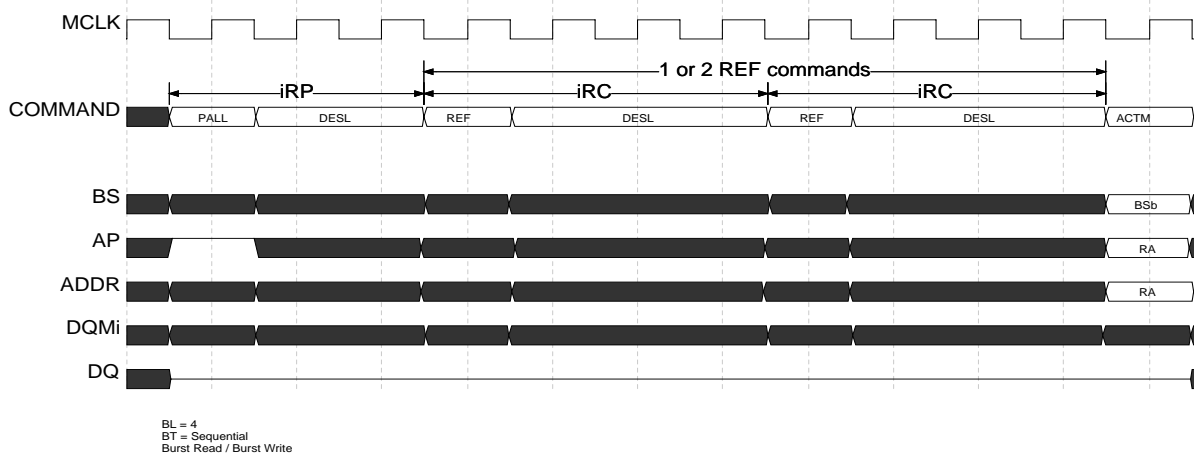 MCLK
1 or 2 REF commands
iRP iRC iRC
COMMAND PALL DESL REF DESL REF DESL ACTM
BS BSb
AP RA
ADDR RA
DQMi
DQ
BL = 4
BT = Sequential
Burst Read / Burst Write